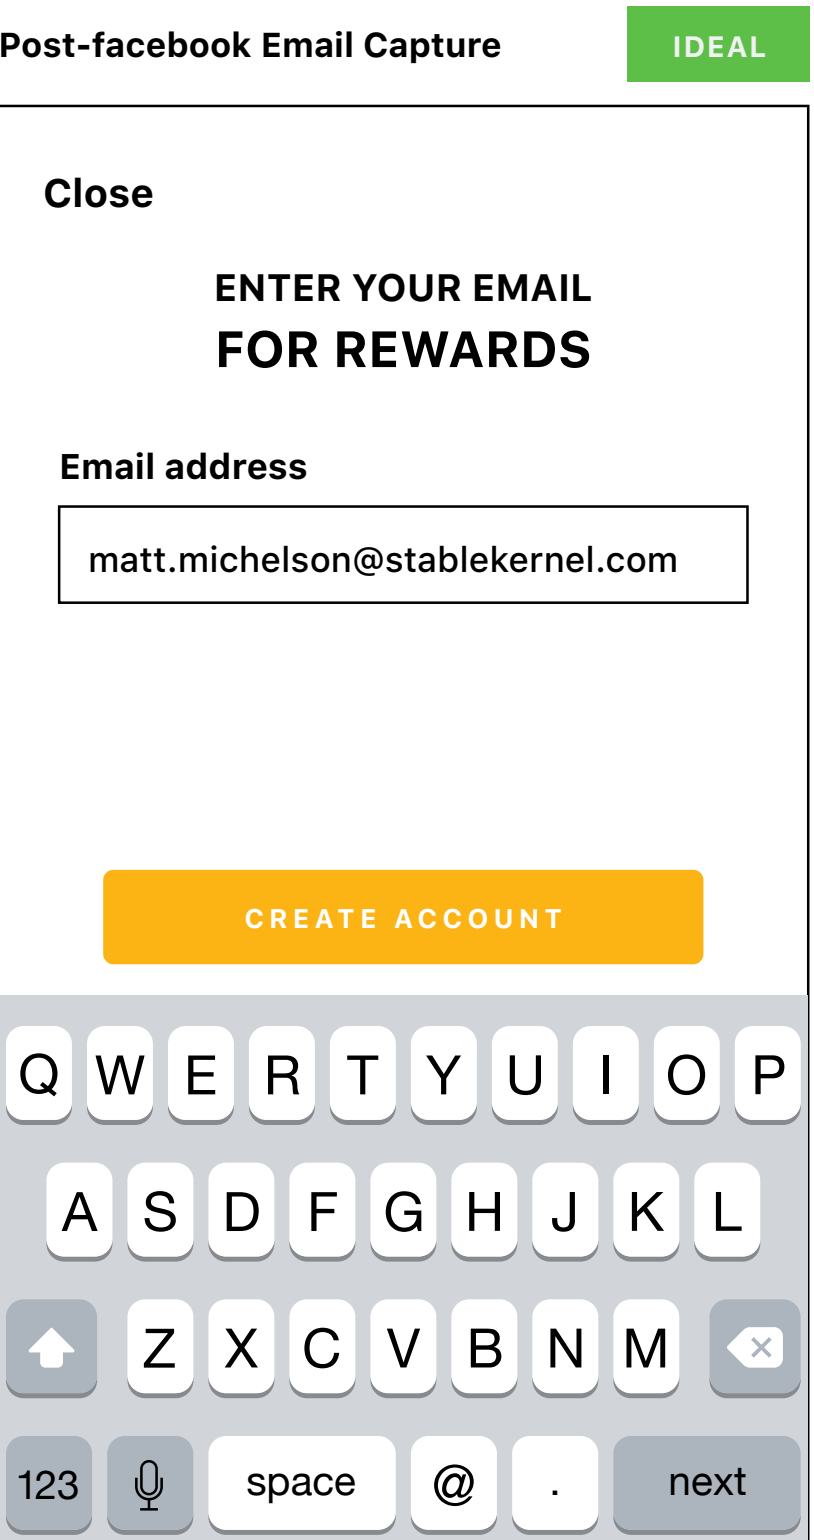 Post-facebook Email Capture
IDEAL
Close
ENTER YOUR EMAIL
FOR REWARDS
Email address
matt.michelson@stablekernel.com
CREATE ACCOUNT
Q W E R T Y U I O P
A S D F G H J K L
Z X C V B N M
123 space @ . next